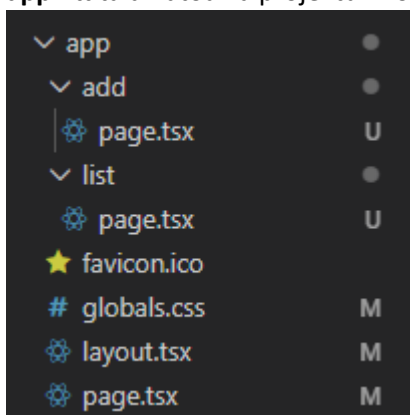 app
add
page.tsx U
list
page.tsx U
favicon.ico
# globals.css M
layout.tsx M
page.tsx M